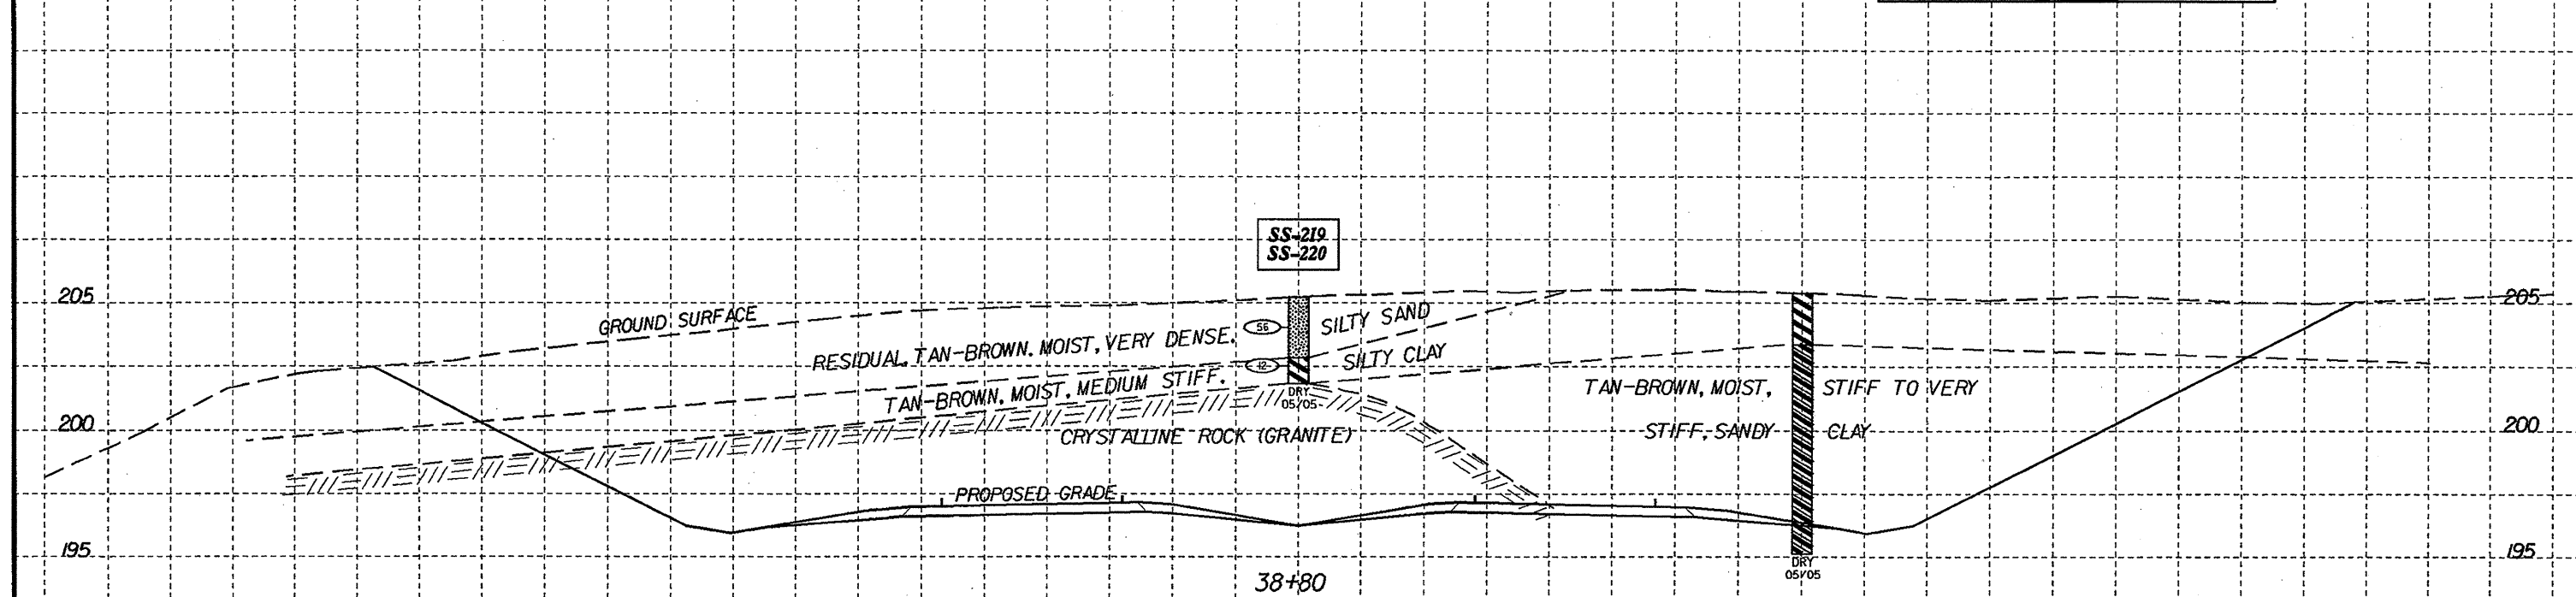 SS-219
SS-220
205
205
GROUND SURFACE
56
SILTY SAND
RESIDUAL, TAN-BROWN, MOIST, VERY DENSE.
12
SILTY CLAY
TAN-BROWN, MOIST, MEDIUM STIFF.
DRY
05/05
TAN-BROWN, MOIST, STIFF TO VERY
STIFF, SANDY CLAY
200
200
CRYSTALLINE ROCK (GRANITE)
PROPOSED GRADE
195
195
DRY
05/05
38+80